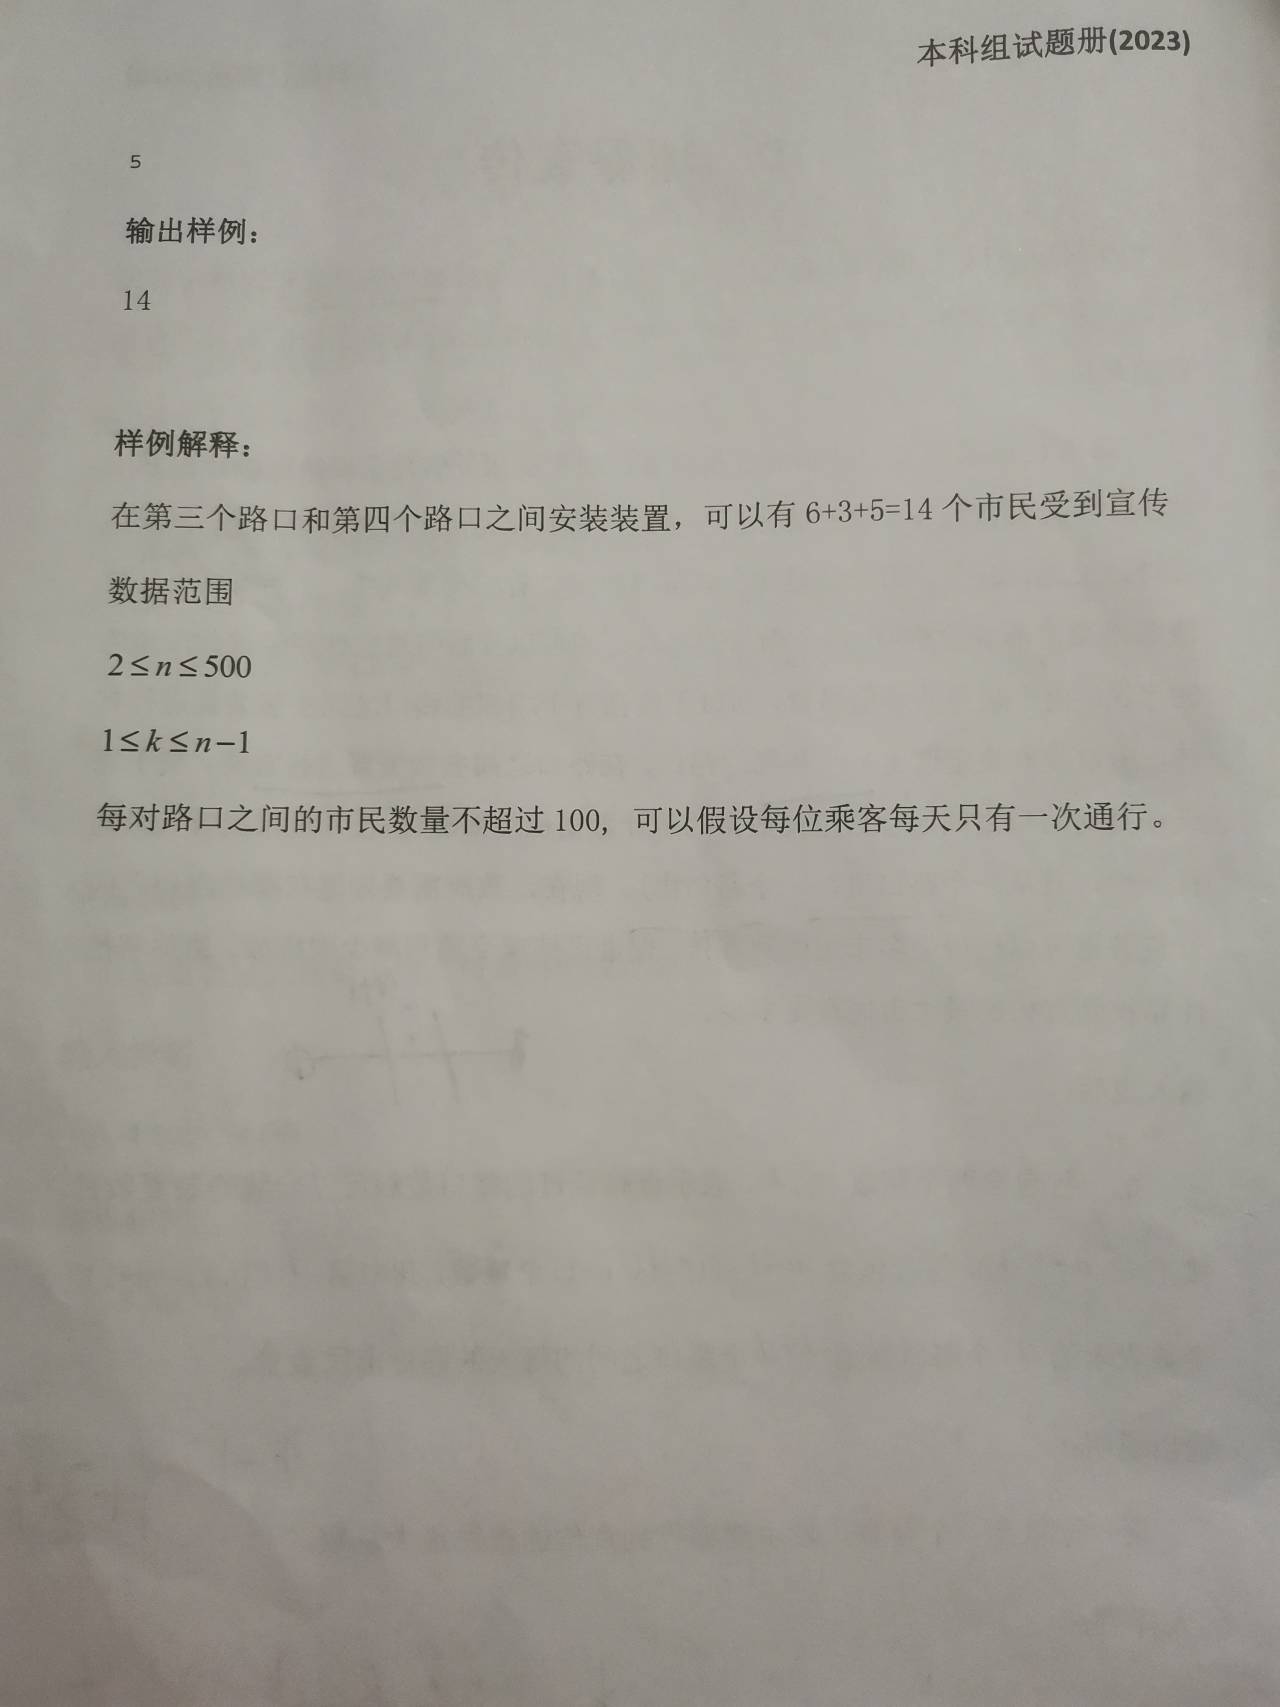 本科组试题册(2023)
5
输出样例：
14
样例解释：
在第三个路口和第四个路口之间安装装置，可以有 6+3+5=14 个市民受到宣传
数据范围
2≤n≤500
1≤k≤n−1
每对路口之间的市民数量不超过 100，可以假设每位乘客每天只有一次通行。